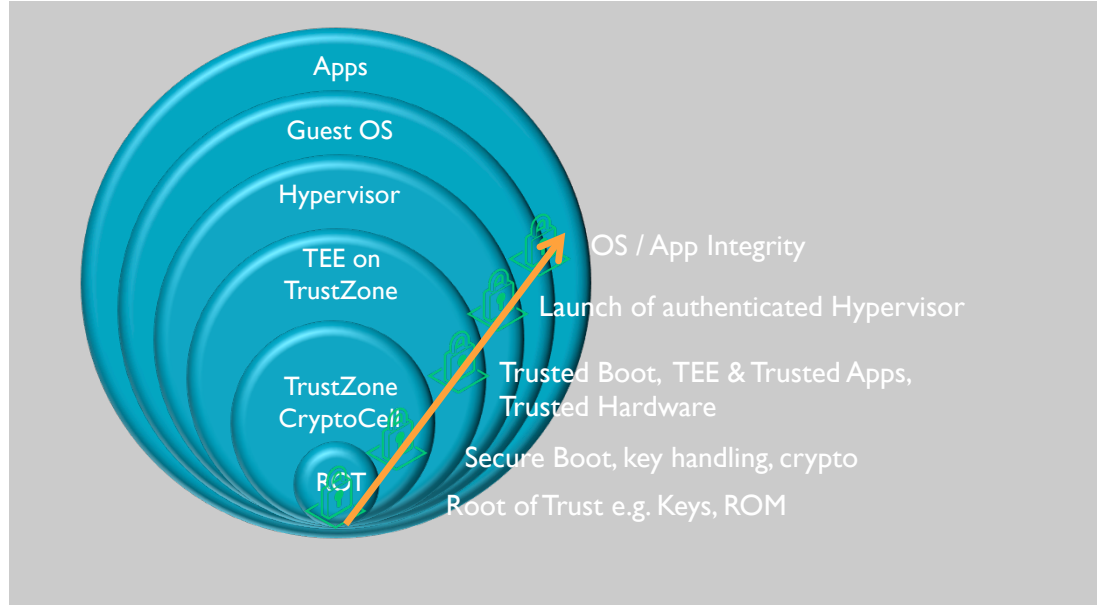 Apps
Guest OS
Hypervisor
TEE on
TrustZone
TrustZone
CryptoCell
ROT
OS / App Integrity
Launch of authenticated Hypervisor
Trusted Boot, TEE & Trusted Apps,
Trusted Hardware
Secure Boot, key handling, crypto
Root of Trust e.g. Keys, ROM